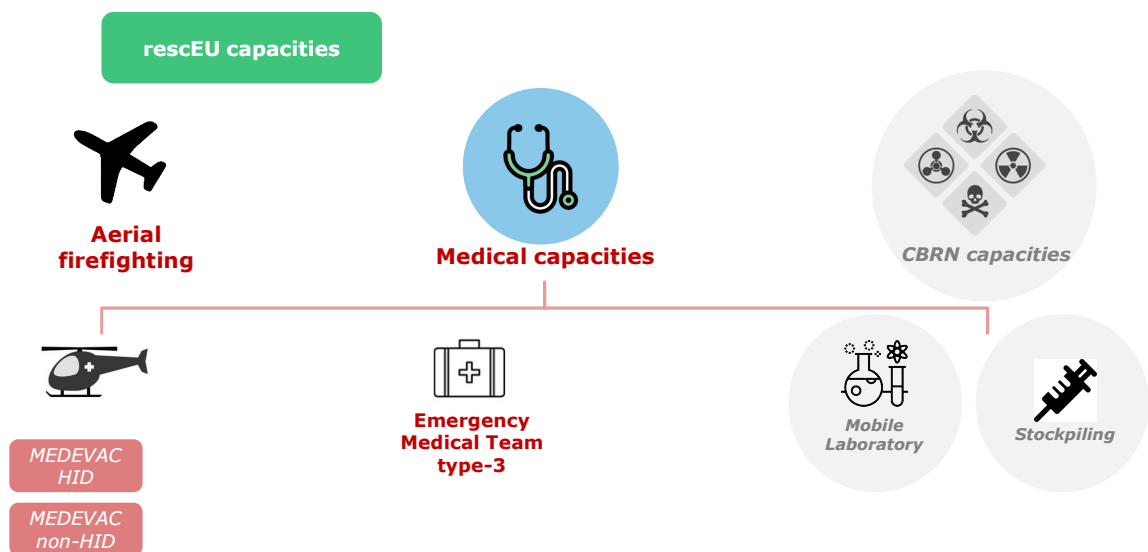 rescEU capacities
Aerial
firefighting
Medical capacities
CBRN capacities
MEDEVAC
HID
MEDEVAC
non-HID
Emergency
Medical Team
type-3
Mobile
Laboratory
Stockpiling